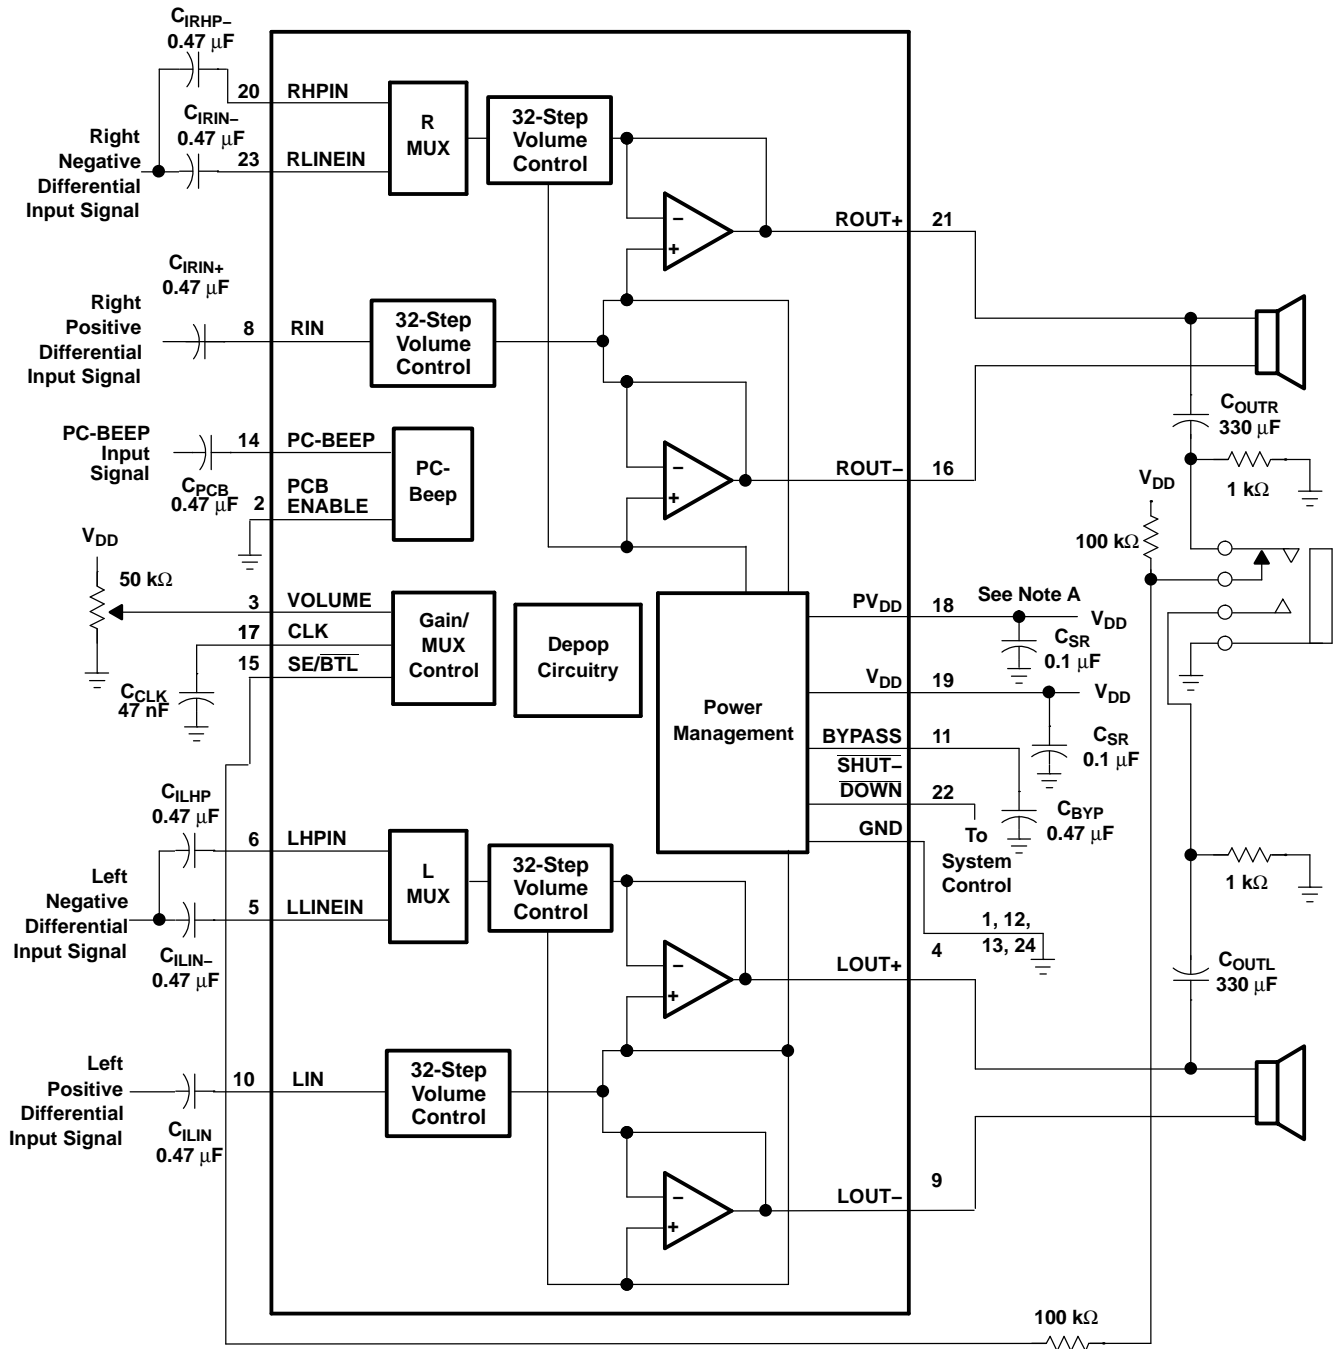 CIRHP–
0.47 µF
20
RHPIN
CIRIN–
0.47 µF
23
RLINEIN
Right
Negative
Differential
Input Signal
R
MUX
32-Step
Volume
Control
–
+
ROUT+
21
CIRIN+
0.47 µF
Right
Positive
Differential
Input Signal
8
RIN
32-Step
Volume
Control
–
+
ROUT–
16
PC-BEEP
Input
Signal
14
PC-BEEP
CPCB
0.47 µF
2
PCB
ENABLE
PC-
Beep
COUTR
330 µF
1 kΩ
VDD
100 kΩ
VDD
50 kΩ
3
VOLUME
17
CLK
15
SE/BTL
CCLK
47 nF
Gain/
MUX
Control
Depop
Circuitry
Power
Management
PVDD
18
See Note A
VDD
CSR
0.1 µF
VDD
19
VDD
CSR
0.1 µF
BYPASS
11
SHUT–
DOWN
22
CBYP
0.47 µF
GND
To
System
Control
1, 12,
13, 24
CILHP
0.47 µF
6
LHPIN
Left
Negative
Differential
Input Signal
5
LLINEIN
CILIN–
0.47 µF
L
MUX
32-Step
Volume
Control
–
+
LOUT+
4
1 kΩ
COUTL
330 µF
Left
Positive
Differential
Input Signal
10
LIN
CILIN
0.47 µF
32-Step
Volume
Control
–
+
LOUT–
9
100 kΩ